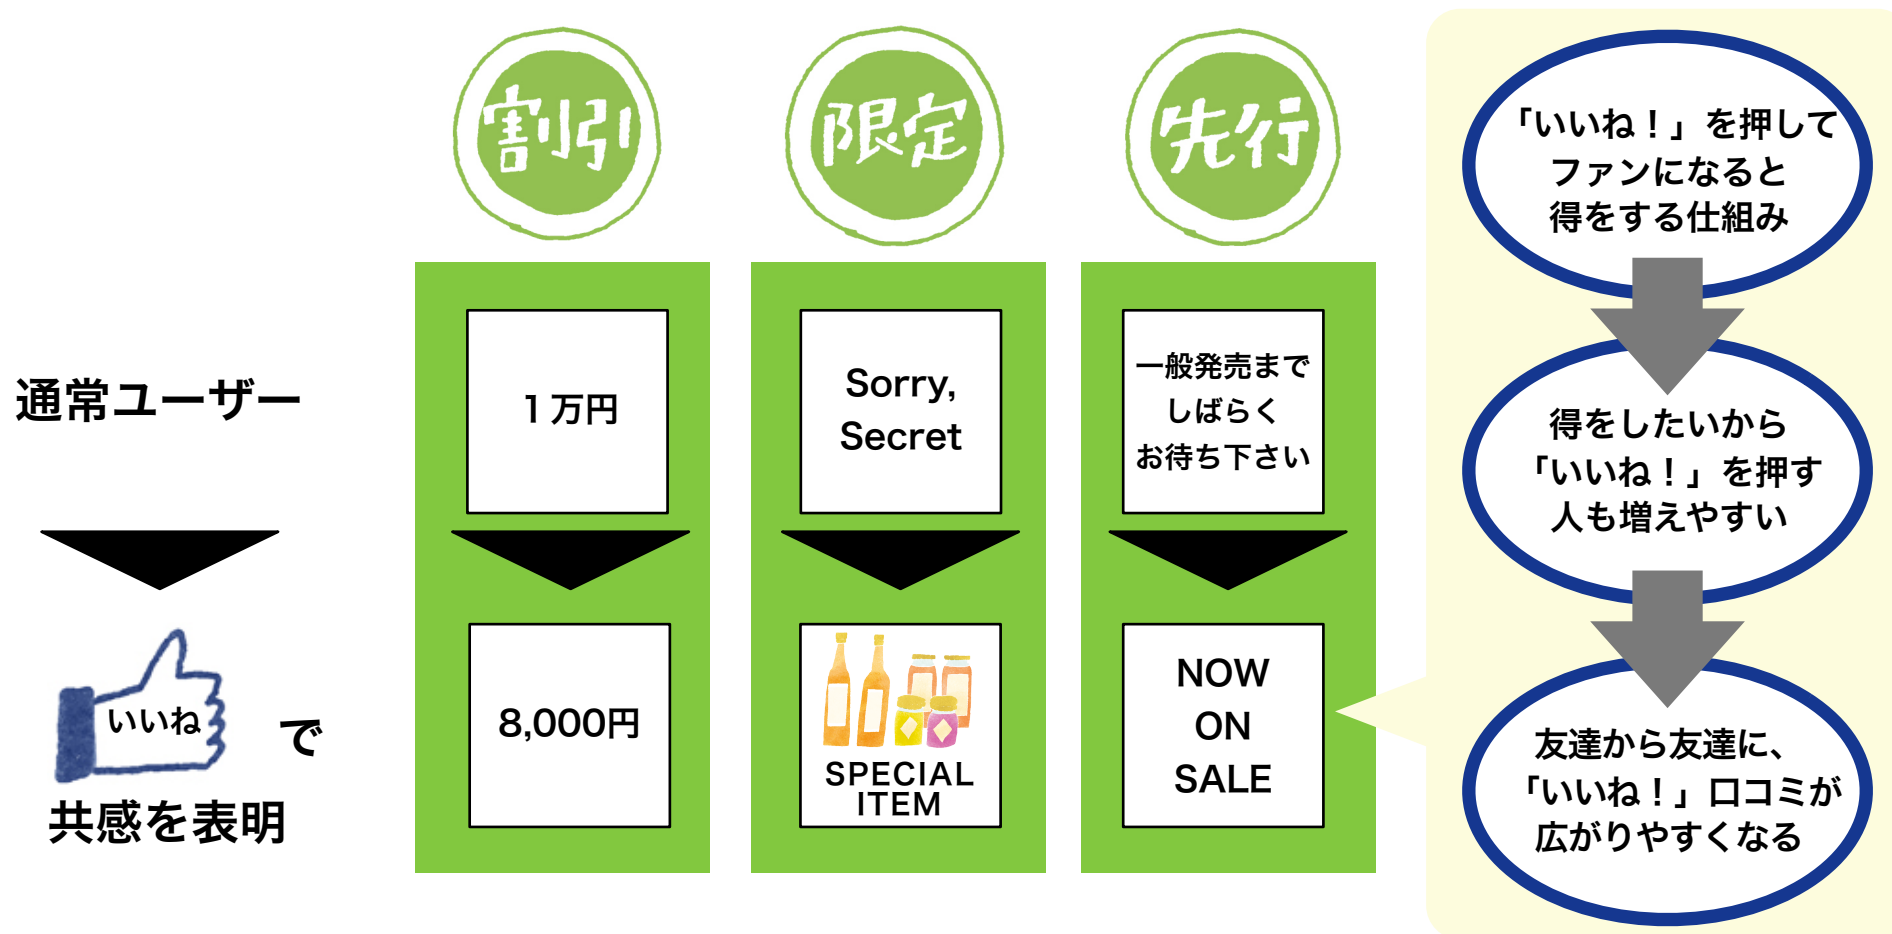 割引
限定
先行
通常ユーザー
1万円
Sorry,
Secret
一般発売まで
しばらく
お待ち下さい
いいね
で
共感を表明
8,000円
SPECIAL
ITEM
NOW
ON
SALE
「いいね！」を押して
ファンになると
得をする仕組み
得をしたいから
「いいね！」を押す
人も増えやすい
友達から友達に、
「いいね！」口コミが
広がりやすくなる